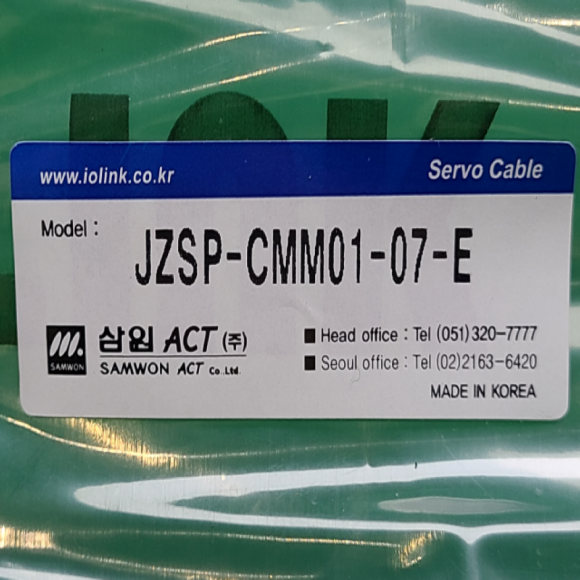 www.iolink.co.kr Servo Cable
Model : JZSP-CMM01-07-E
SAMWON
삼원 ACT (주)
SAMWON ACT Co.,Ltd.
■ Head office : Tel (051)320-7777
■ Seoul office : Tel (02)2163-6420
MADE IN KOREA